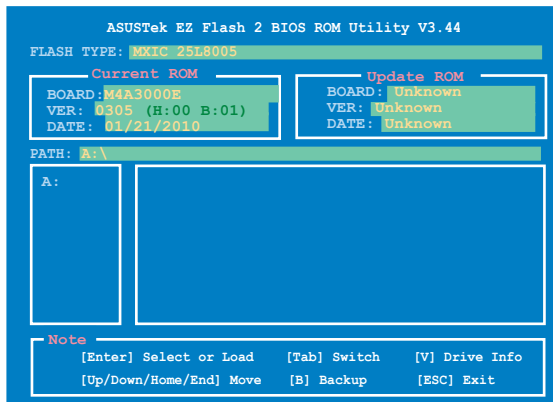 ASUSTek EZ Flash 2 BIOS ROM Utility V3.44
FLASH TYPE: MXIC 25L8005
Current ROM
BOARD:M4A3000E
VER: 0305 (H:00 B:01)
DATE: 01/21/2010
Update ROM
BOARD: Unknown
VER: Unknown
DATE: Unknown
PATH: A:\
A:
Note
[Enter] Select or Load [Tab] Switch [V] Drive Info
[Up/Down/Home/End] Move [B] Backup [ESC] Exit